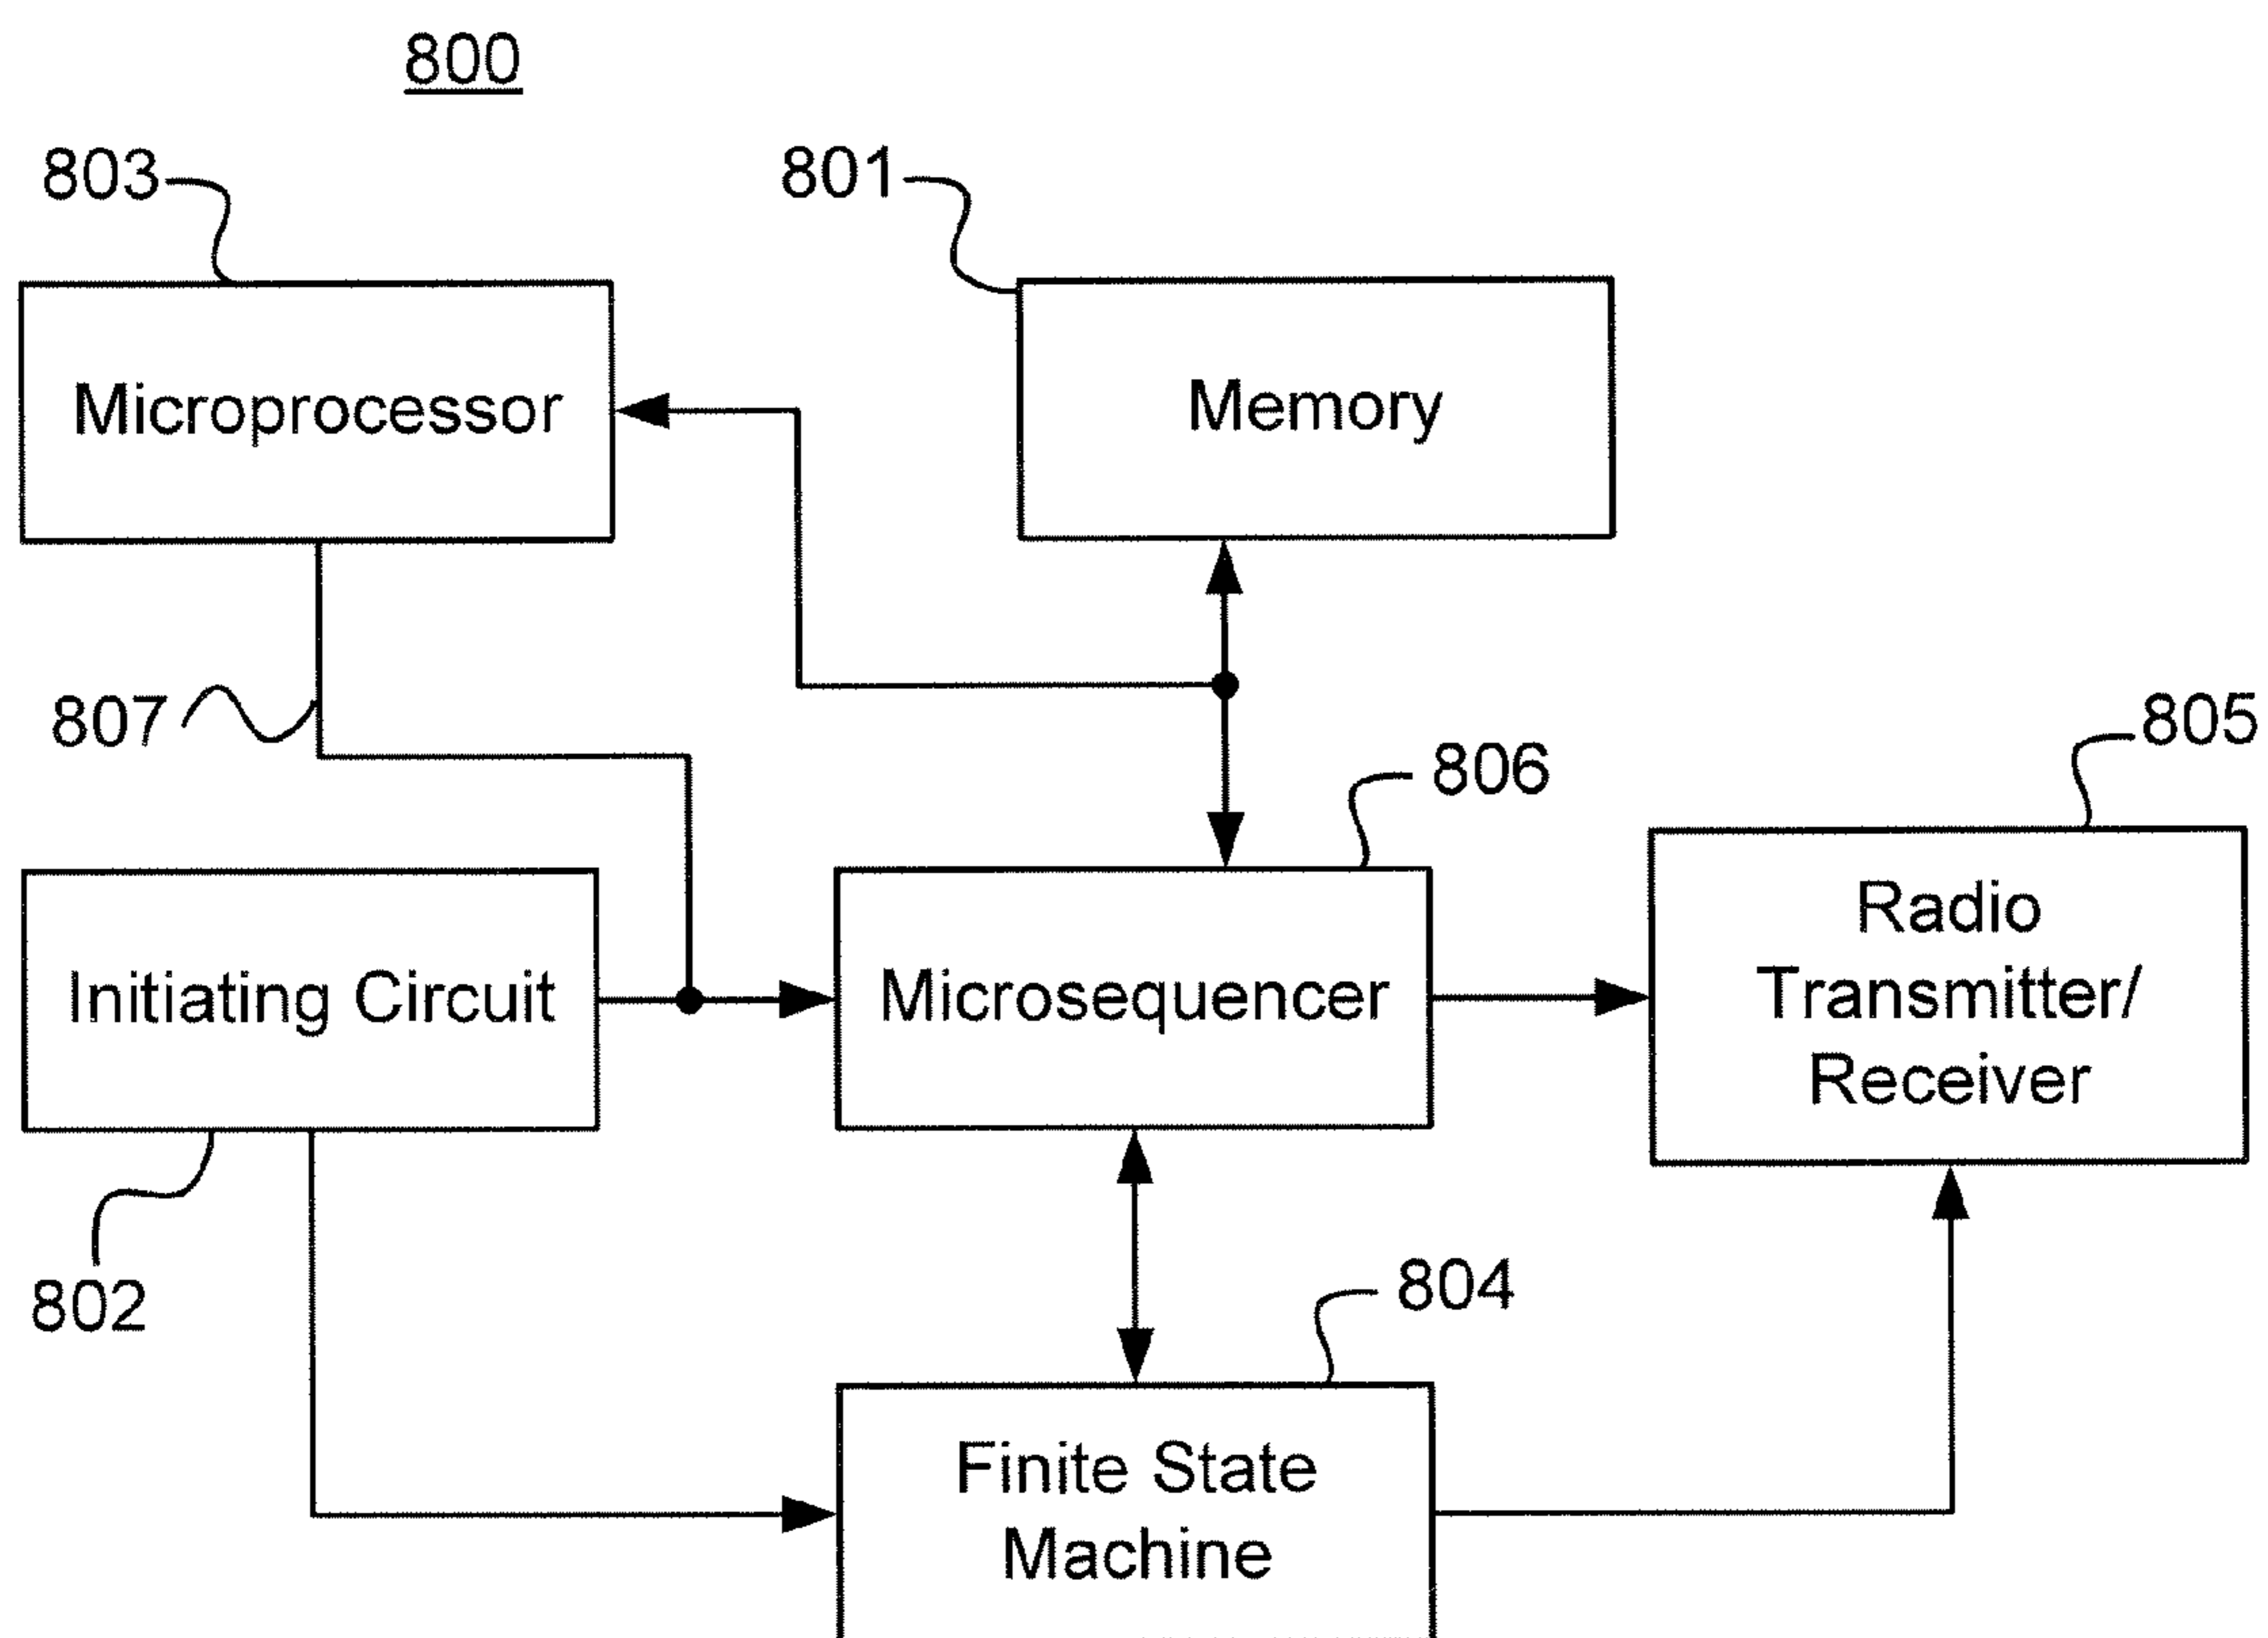 800
803
801
Microprocessor
Memory
807
806
805
Initiating Circuit
Microsequencer
Radio
Transmitter/
Receiver
802
804
Finite State
Machine